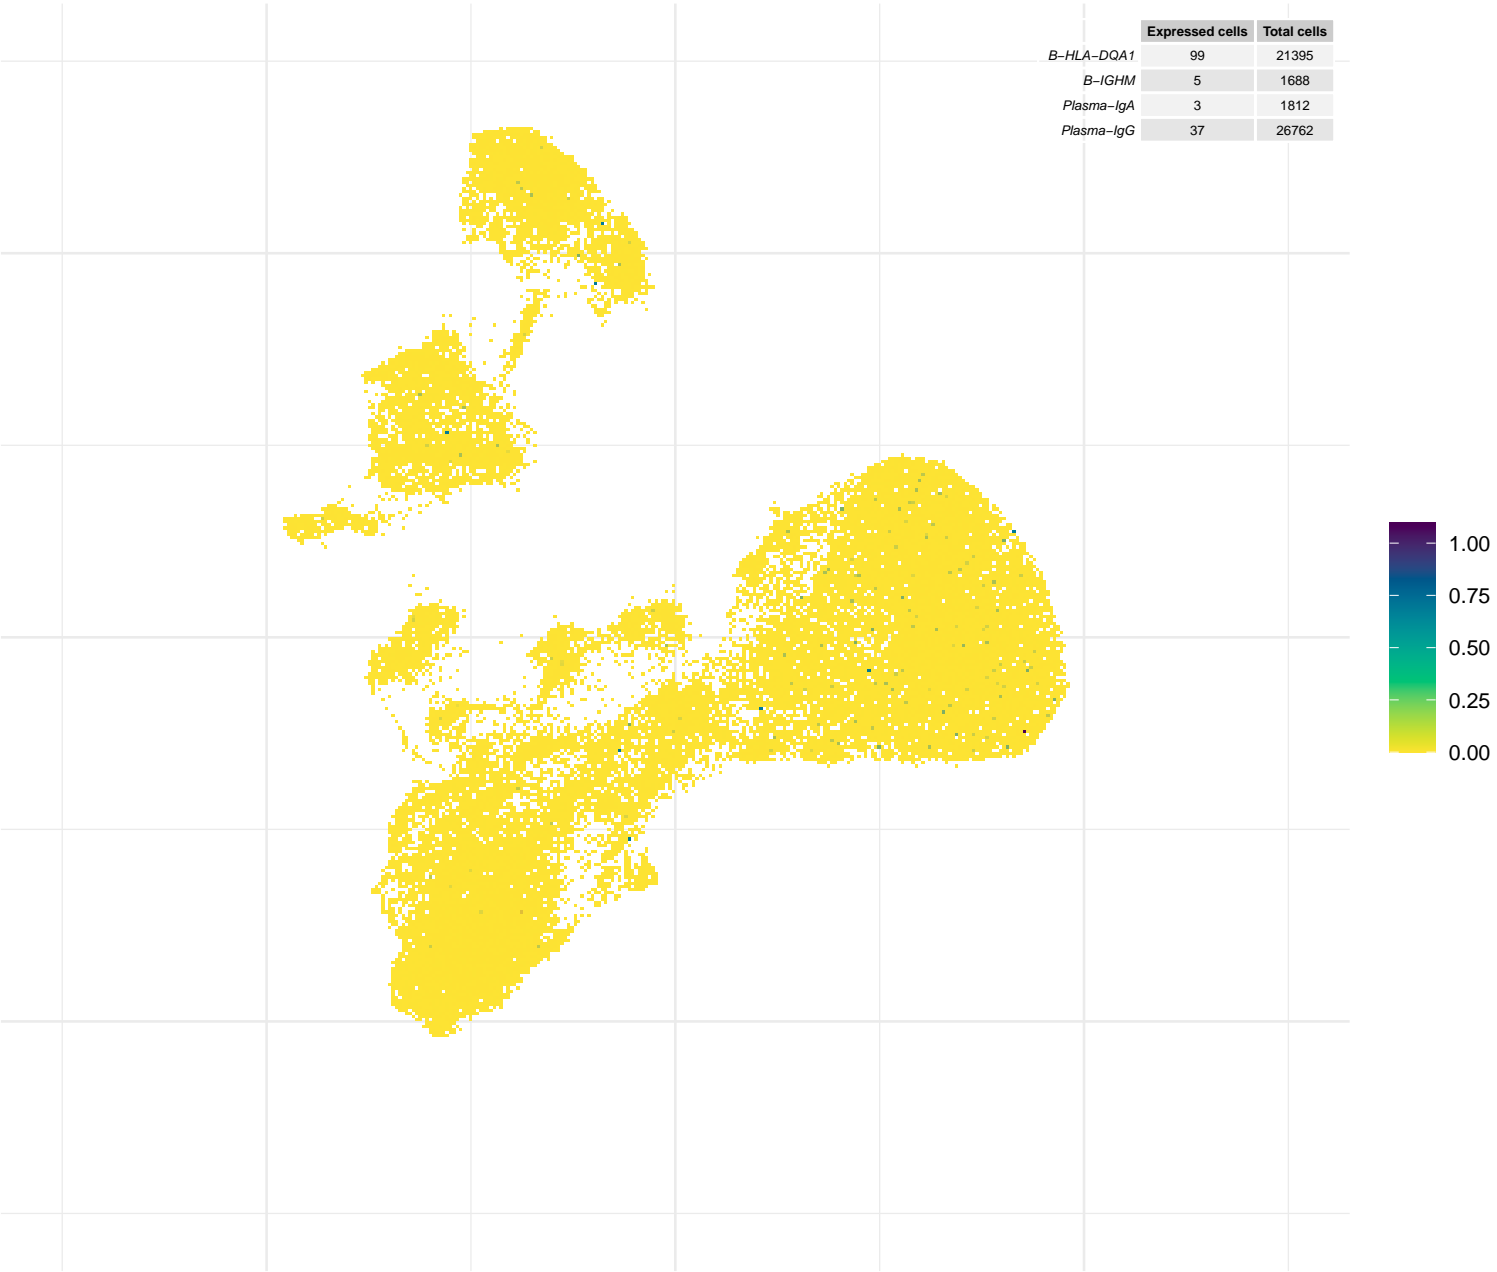 Expressed cells Total cells
B−HLA−DQA1 99 21395
B−IGHM 5 1688
Plasma−IgA 3 1812
Plasma−IgG 37 26762
1.00
0.75
0.50
0.25
0.00